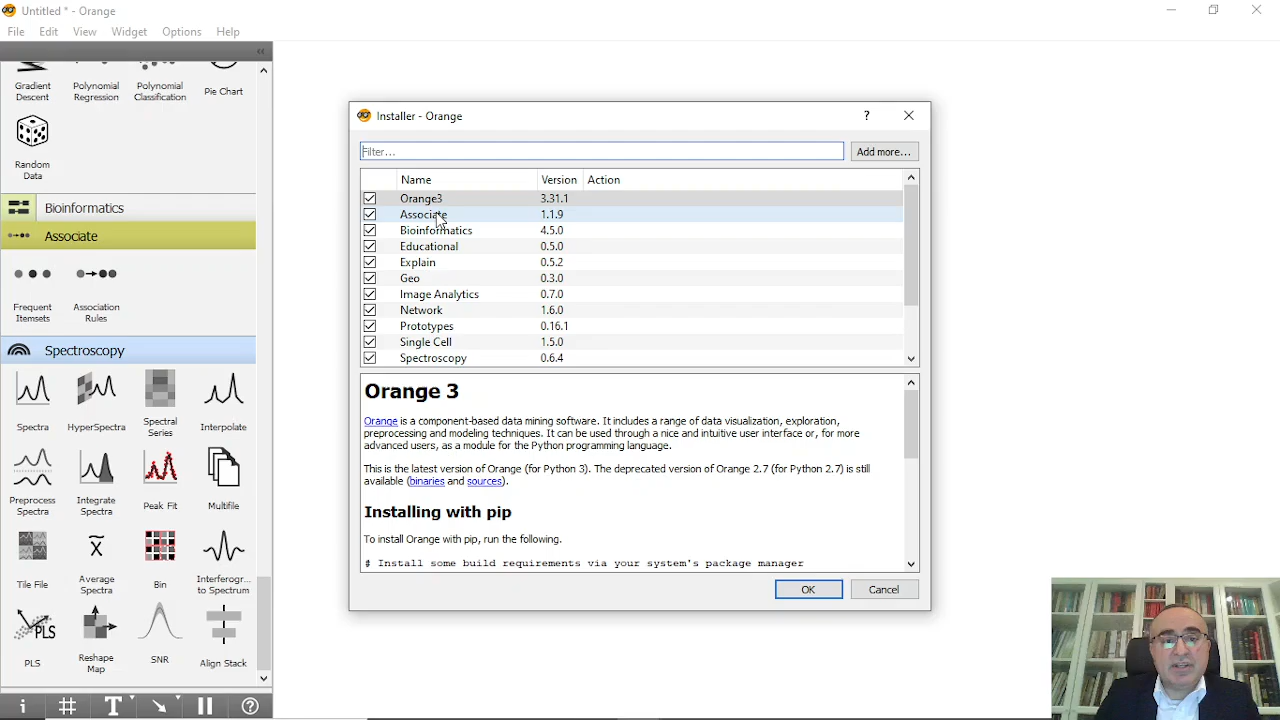 Untitled * - Orange
File Edit View Widget Options Help
Gradient Descent
Polynomial Regression
Polynomial Classification
Pie Chart
Random Data
Bioinformatics
Associate
Frequent Itemsets
Association Rules
Spectroscopy
Spectra
HyperSpectra
Spectral Series
Interpolate
Preprocess Spectra
Integrate Spectra
Peak Fit
Multifile
Tile File
Average Spectra
Bin
Interferogr... to Spectrum
PLS
PLS
Reshape Map
SNR
Align Stack
Installer - Orange
Filter...
Add more...
Name Version Action
Orange3 3.31.1
Associate 1.1.9
Bioinformatics 4.5.0
Educational 0.5.0
Explain 0.5.2
Geo 0.3.0
Image Analytics 0.7.0
Network 1.6.0
Prototypes 0.16.1
Single Cell 1.5.0
Spectroscopy 0.6.4
Orange 3
Orange is a component-based data mining software. It includes a range of data visualization, exploration,
preprocessing and modeling techniques. It can be used through a nice and intuitive user interface or, for more
advanced users, as a module for the Python programming language.
This is the latest version of Orange (for Python 3). The deprecated version of Orange 2.7 (for Python 2.7) is still
available (binaries and sources).
Installing with pip
To install Orange with pip, run the following.
# Install some build requirements via your system's package manager
OK
Cancel